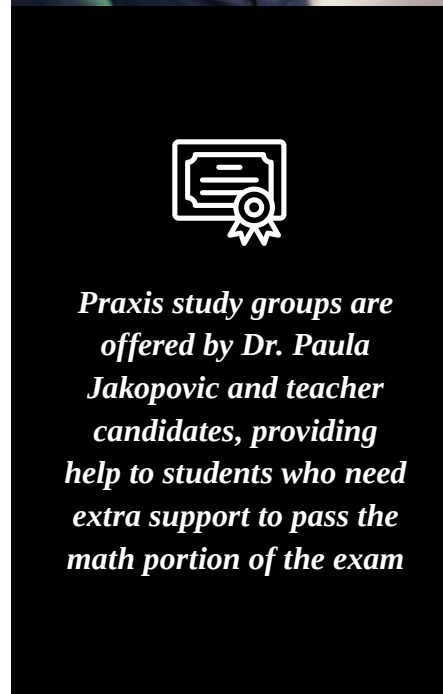 Praxis study groups are
offered by Dr. Paula
Jakopovic and teacher
candidates, providing
help to students who need
extra support to pass the
math portion of the exam